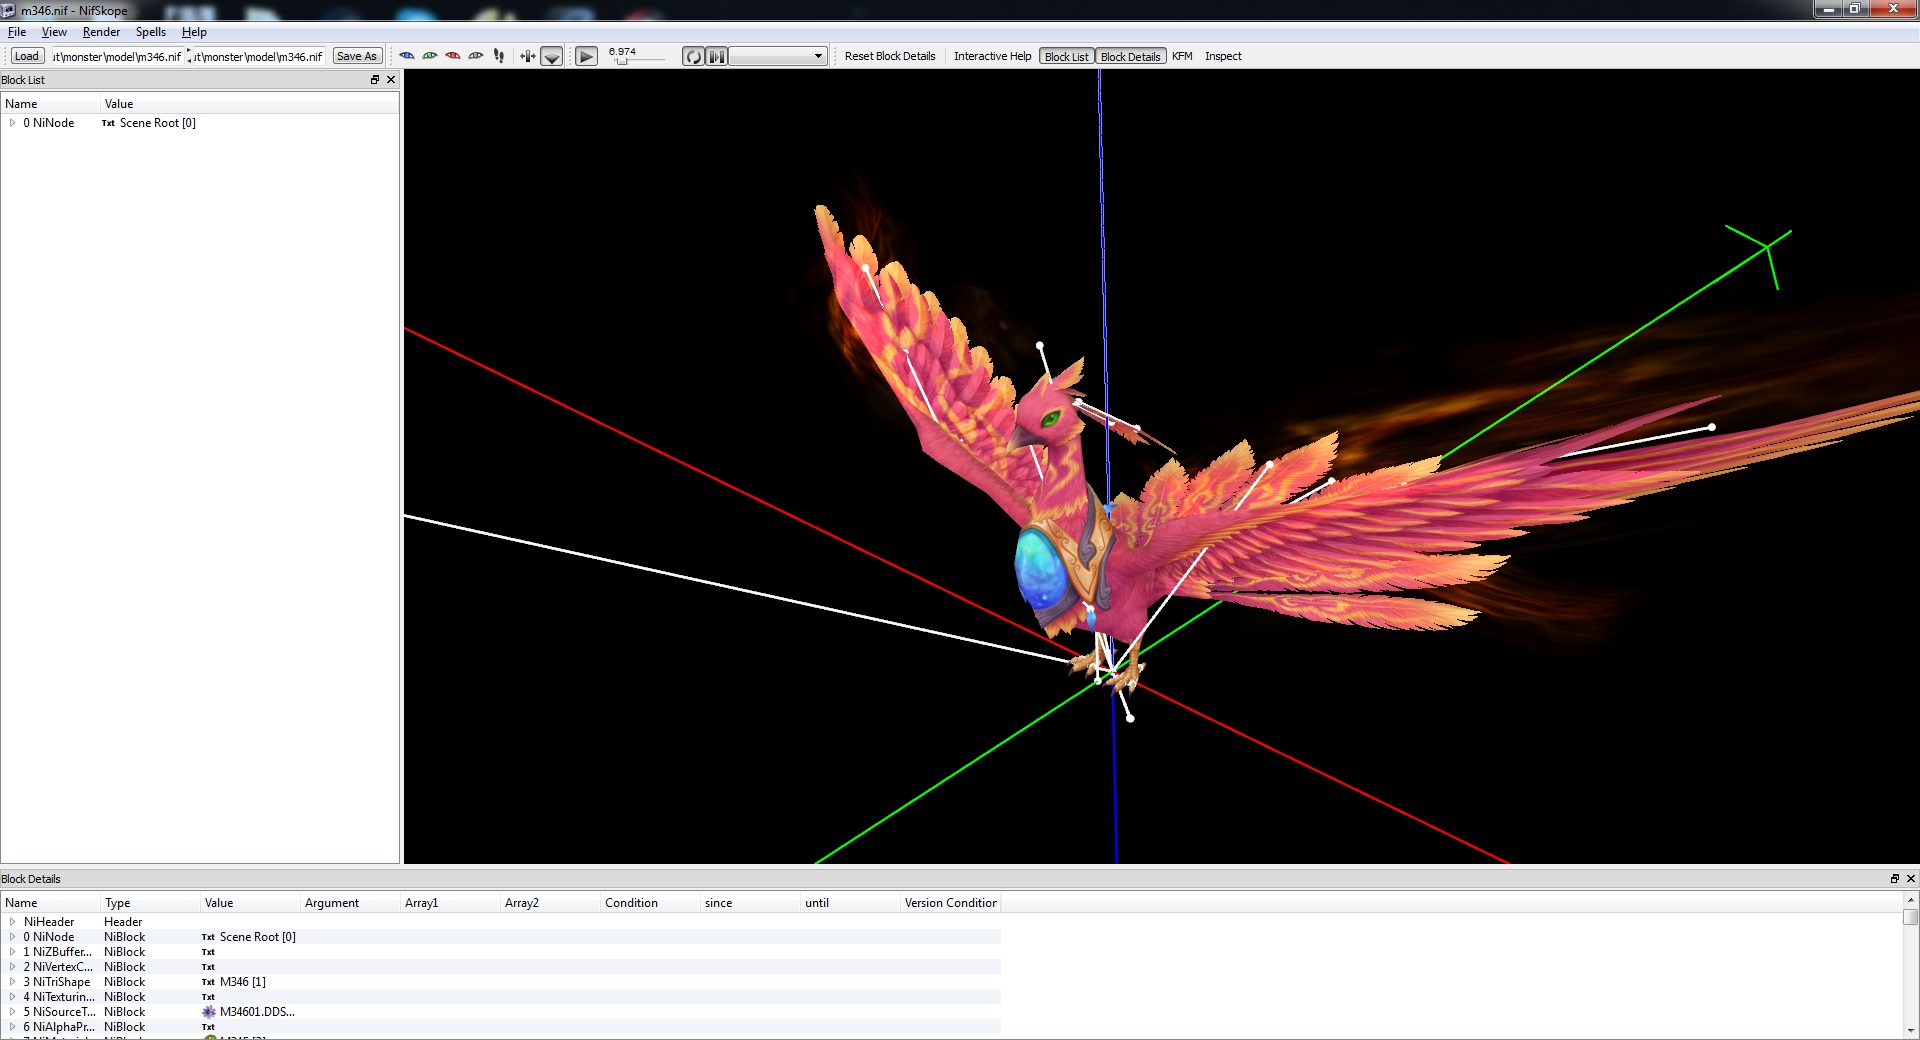 m346.nif - NifSkope
File View Render Spells Help
Load ut\monster\model\m346.nif ut\monster\model\m346.nif Save As 6.974 Reset Block Details Interactive Help Block List Block Details KFM Inspect
Block List
Name Value
0 NiNode Txt Scene Root [0]
Block Details
Name Type Value Argument Array1 Array2 Condition since until Version Condition
NiHeader Header
0 NiNode NiBlock Txt Scene Root [0]
1 NiZBuffer... NiBlock Txt
2 NiVertexC... NiBlock Txt
3 NiTriShape NiBlock Txt M346 [1]
4 NiTexturin... NiBlock Txt
5 NiSourceT... NiBlock M34601.DDS...
6 NiAlphaPr... NiBlock Txt